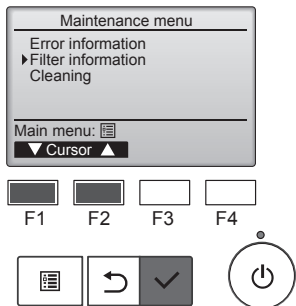 Maintenance menu
Error information
Filter information
Cleaning
Main menu:
Cursor
F1 F2 F3 F4